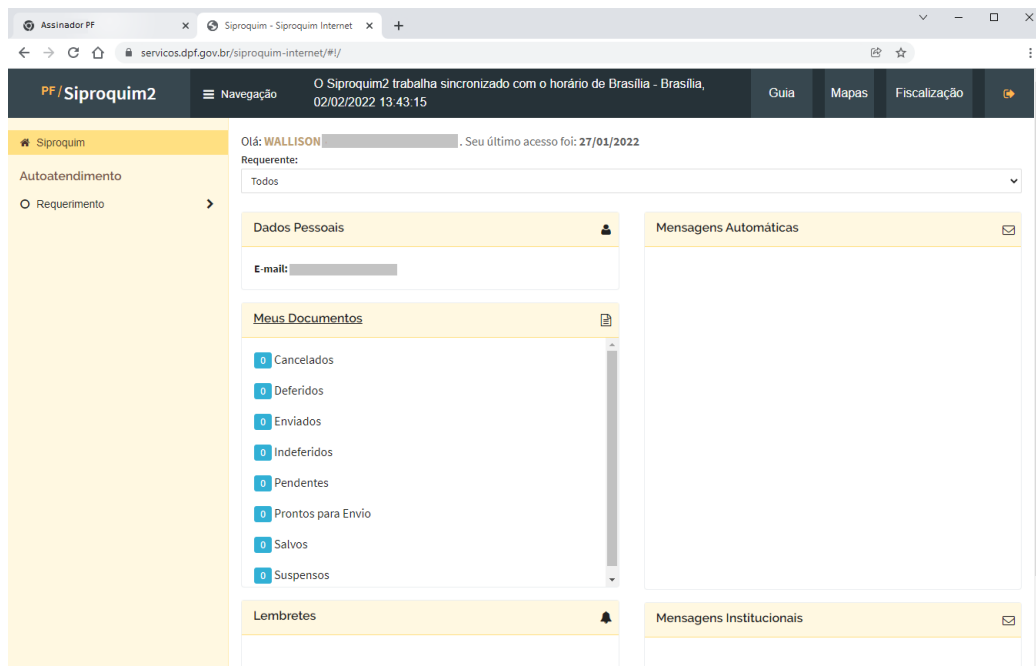 Assinador PF
Siproquim - Siproquim Internet
servicos.dpf.gov.br/siproquim-internet/#!/
PF/Siproquim2
Navegação
O Siproquim2 trabalha sincronizado com o horário de Brasília - Brasília,
02/02/2022 13:43:15
Guia
Mapas
Fiscalização
Siproquim
Autoatendimento
Requerimento
Olá: WALLISON . Seu último acesso foi: 27/01/2022
Requerente:
Todos
Dados Pessoais
E-mail:
Meus Documentos
0 Cancelados
0 Deferidos
0 Enviados
0 Indeferidos
0 Pendentes
0 Prontos para Envio
0 Salvos
0 Suspensos
Lembretes
Mensagens Automáticas
Mensagens Institucionais